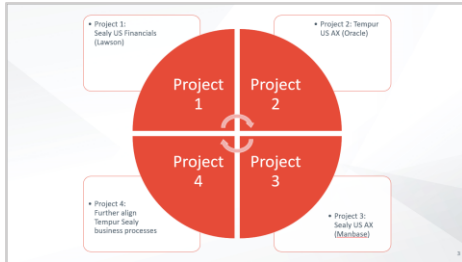 • Project 1:
Sealy US Financials
(Lawson)
• Project 2: Tempur
US AX (Oracle)
Project
1
Project
2
Project
4
Project
3
• Project 4:
Further align
Tempur Sealy
business processes
• Project 3:
Sealy US AX
(Manbase)